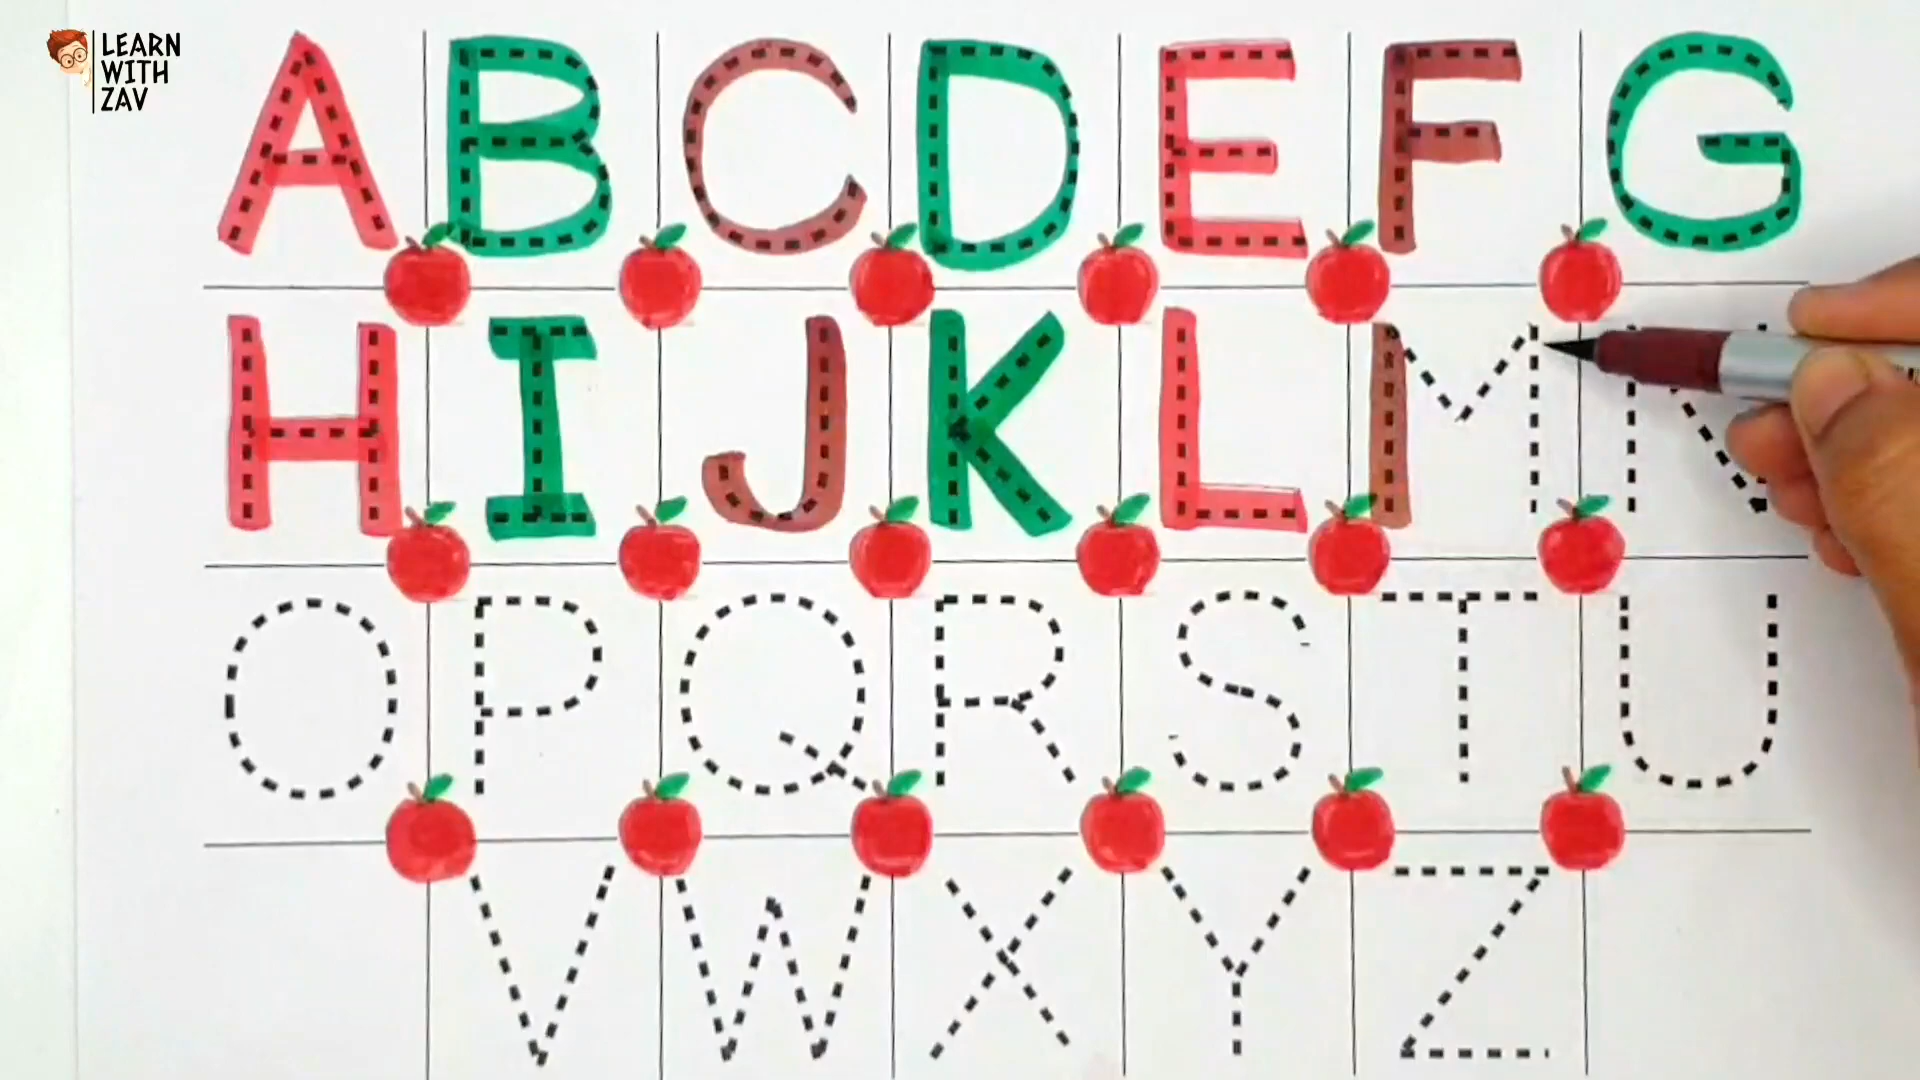 LEARN
WITH
ZAV
A B C D E F G
H I J K L M N
O P Q R S T U
V W X Y Z